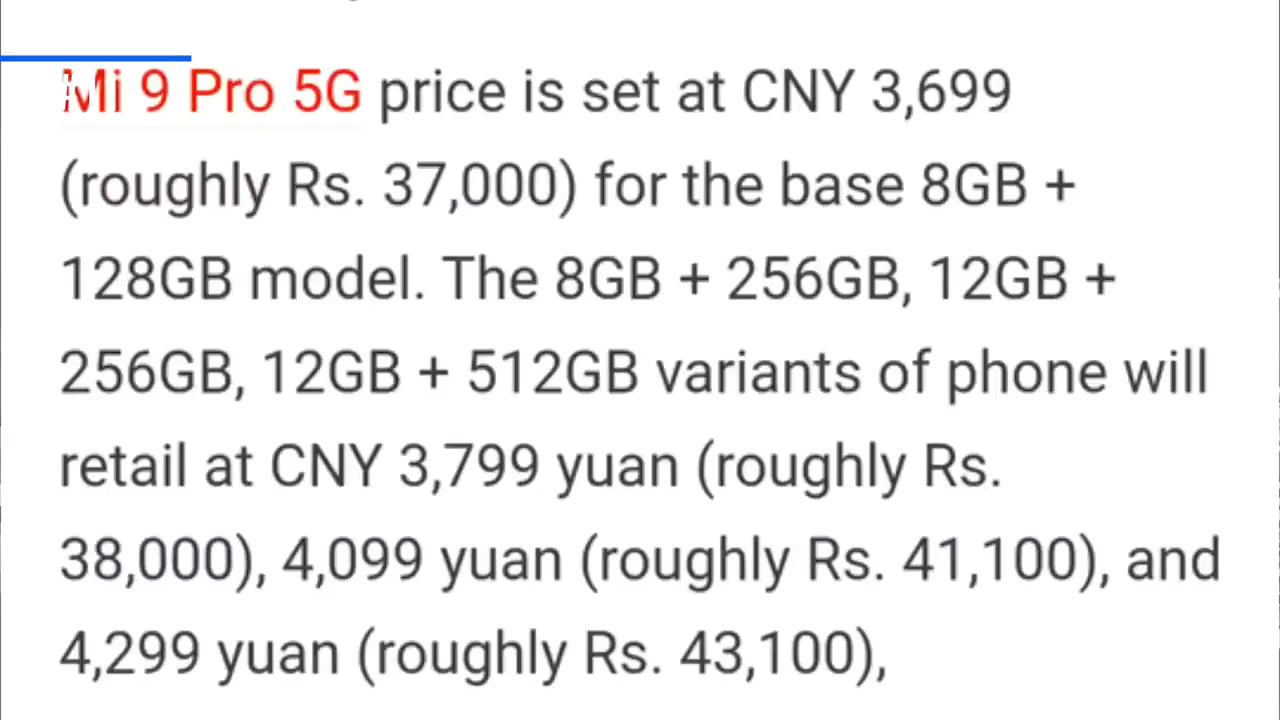 Mi 9 Pro 5G price is set at CNY 3,699
(roughly Rs. 37,000) for the base 8GB +
128GB model. The 8GB + 256GB, 12GB +
256GB, 12GB + 512GB variants of phone will
retail at CNY 3,799 yuan (roughly Rs.
38,000), 4,099 yuan (roughly Rs. 41,100), and
4,299 yuan (roughly Rs. 43,100),